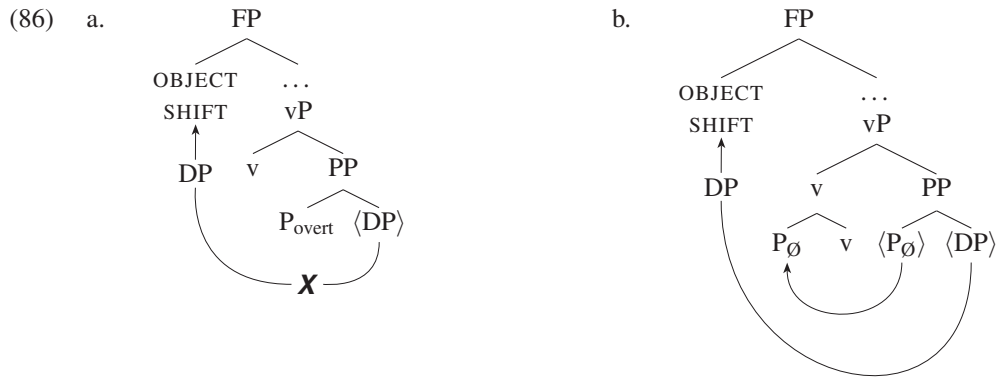 (86) a. FP
OBJECT ...
SHIFT vP
DP v PP
P_overt ⟨DP⟩
X
b. FP
OBJECT ...
SHIFT vP
DP v PP
P_Ø v ⟨P_Ø⟩ ⟨DP⟩